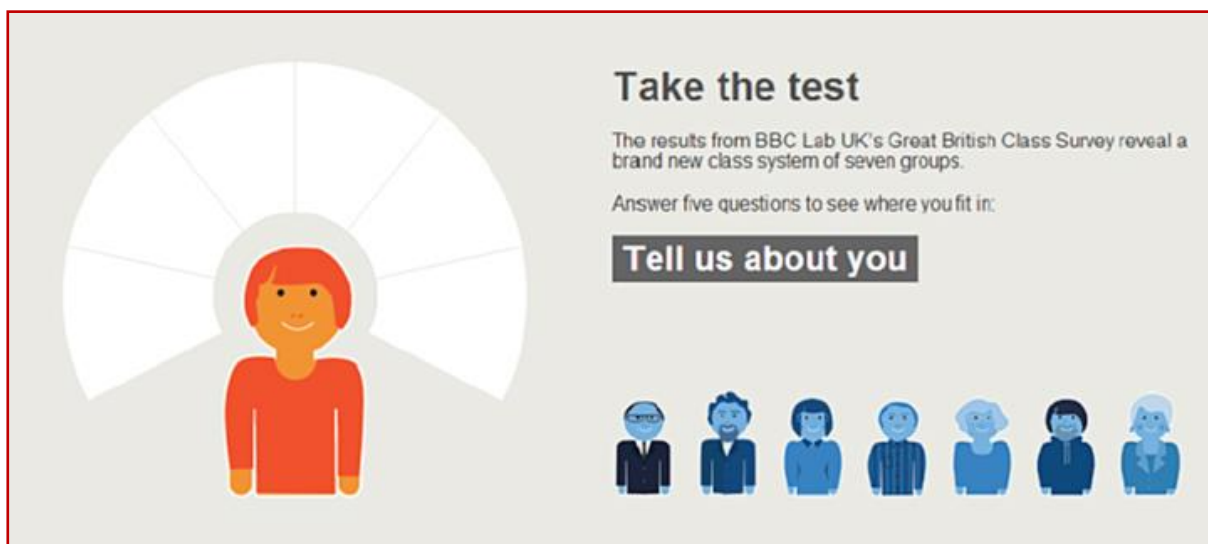 Take the test
The results from BBC Lab UK's Great British Class Survey reveal a
brand new class system of seven groups.
Answer five questions to see where you fit in:
Tell us about you